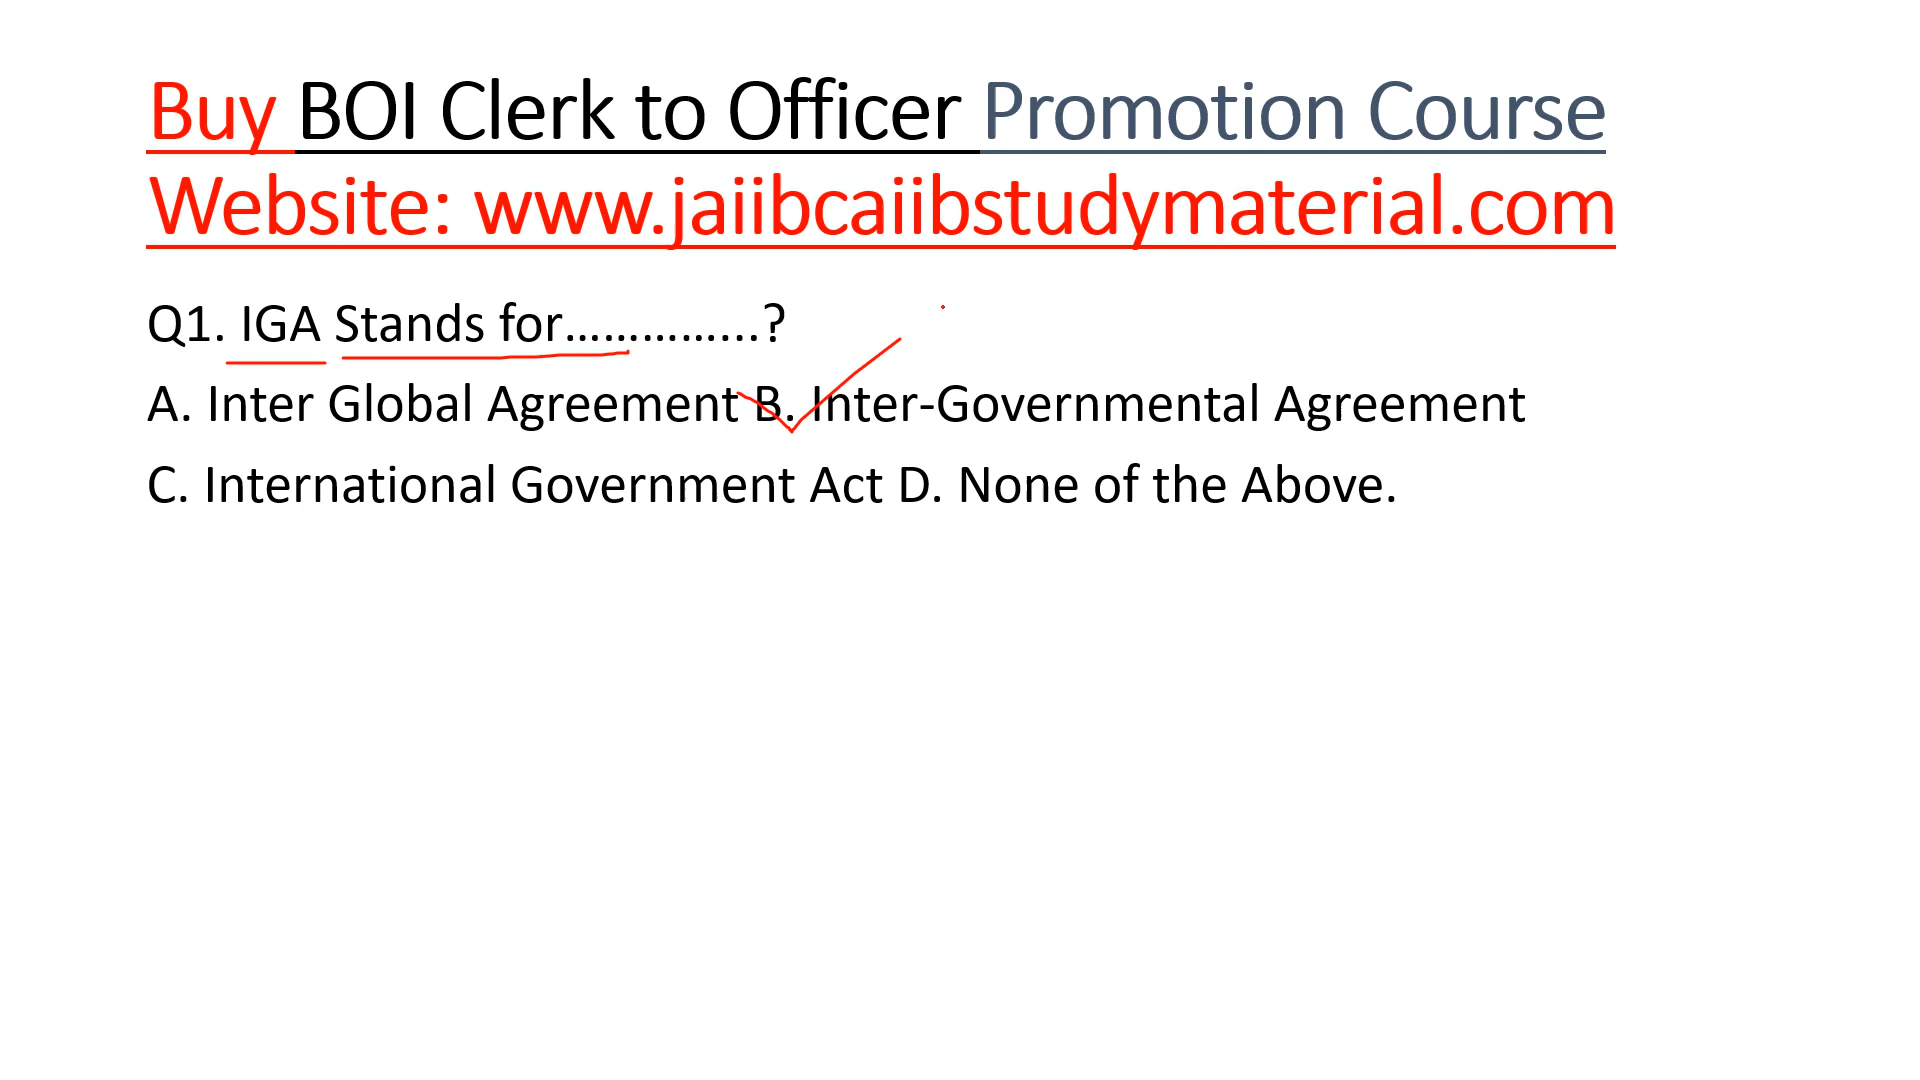 Buy BOI Clerk to Officer Promotion Course
Website: www.jaiibcaiibstudymaterial.com
Q1. IGA Stands for……………..?
A. Inter Global Agreement B. Inter-Governmental Agreement
C. International Government Act D. None of the Above.